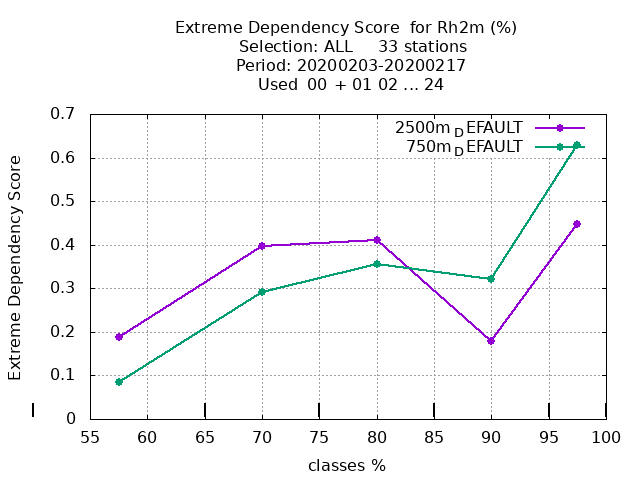 Extreme Dependency Score for Rh2m (%)
Selection: ALL 33 stations
Period: 20200203-20200217
Used 00 + 01 02 ... 24
2500m_DEFAULT
750m_DEFAULT
Extreme Dependency Score
0.7
0.6
0.5
0.4
0.3
0.2
0.1
0
55 60 65 70 75 80 85 90 95 100
classes %